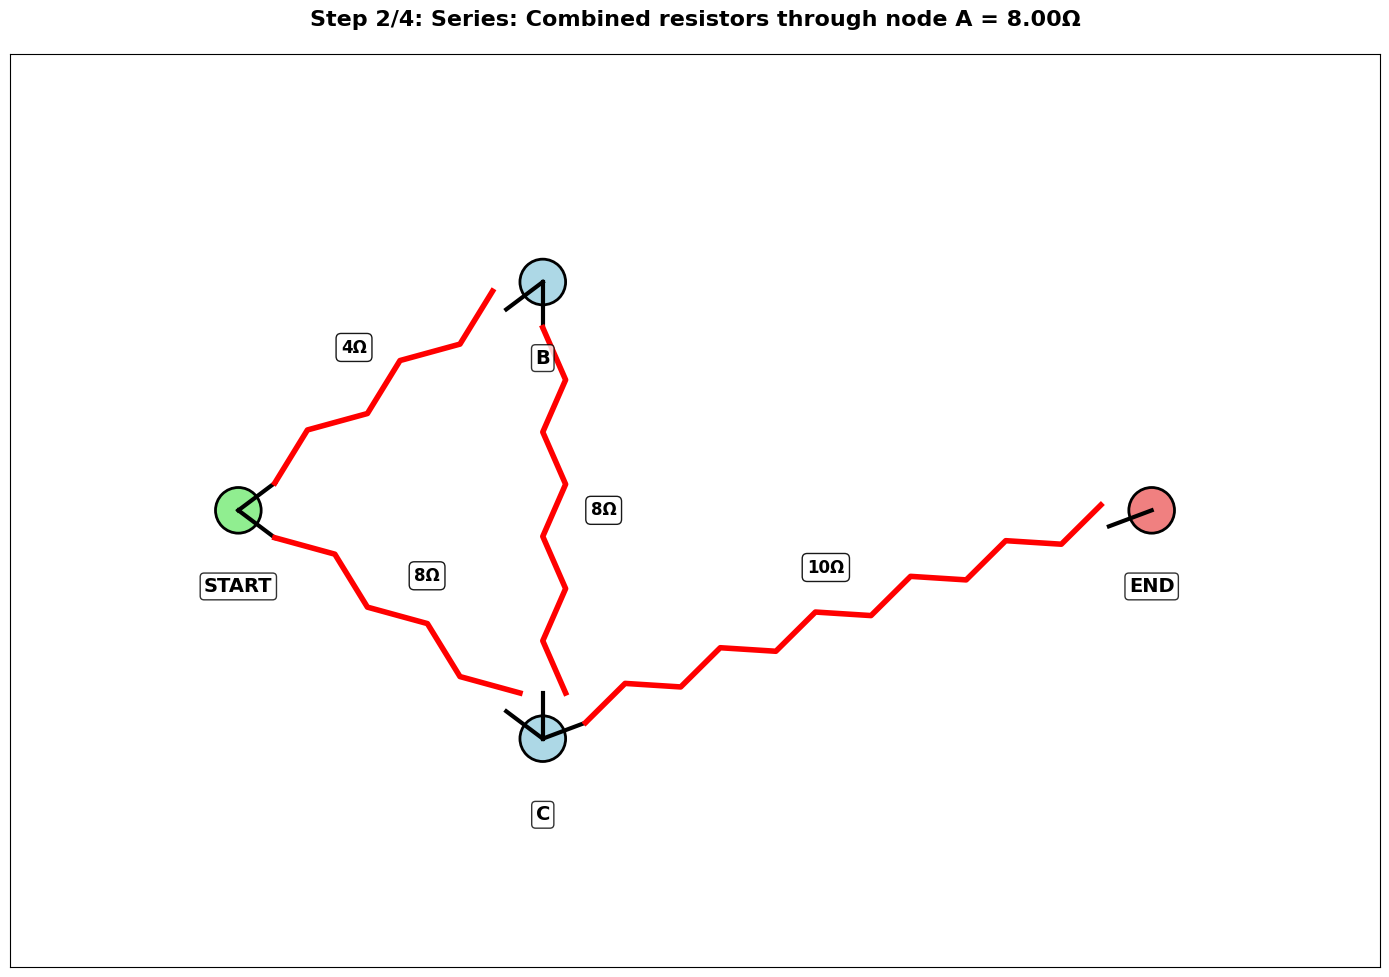 Step 2/4: Series: Combined resistors through node A = 8.00Ω
4Ω
B
8Ω
10Ω
8Ω
START
END
C